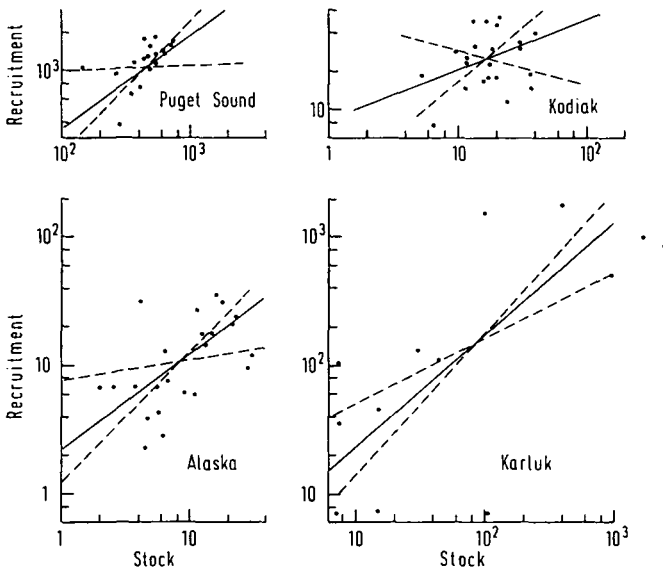 Recruitment
10³
10² 10³
Puget Sound
10
1 10 10²
Kodiak
Recruitment
10²
10
1
1 10
Stock
Alaska
10³
10²
10
10 10² 10³
Stock
Karluk